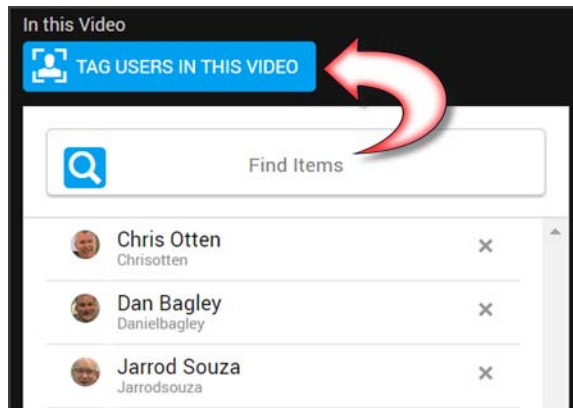 In this Video
TAG USERS IN THIS VIDEO
Find Items
Chris Otten
Chrisotten
Dan Bagley
Danielbagley
Jarrod Souza
Jarrodsouza